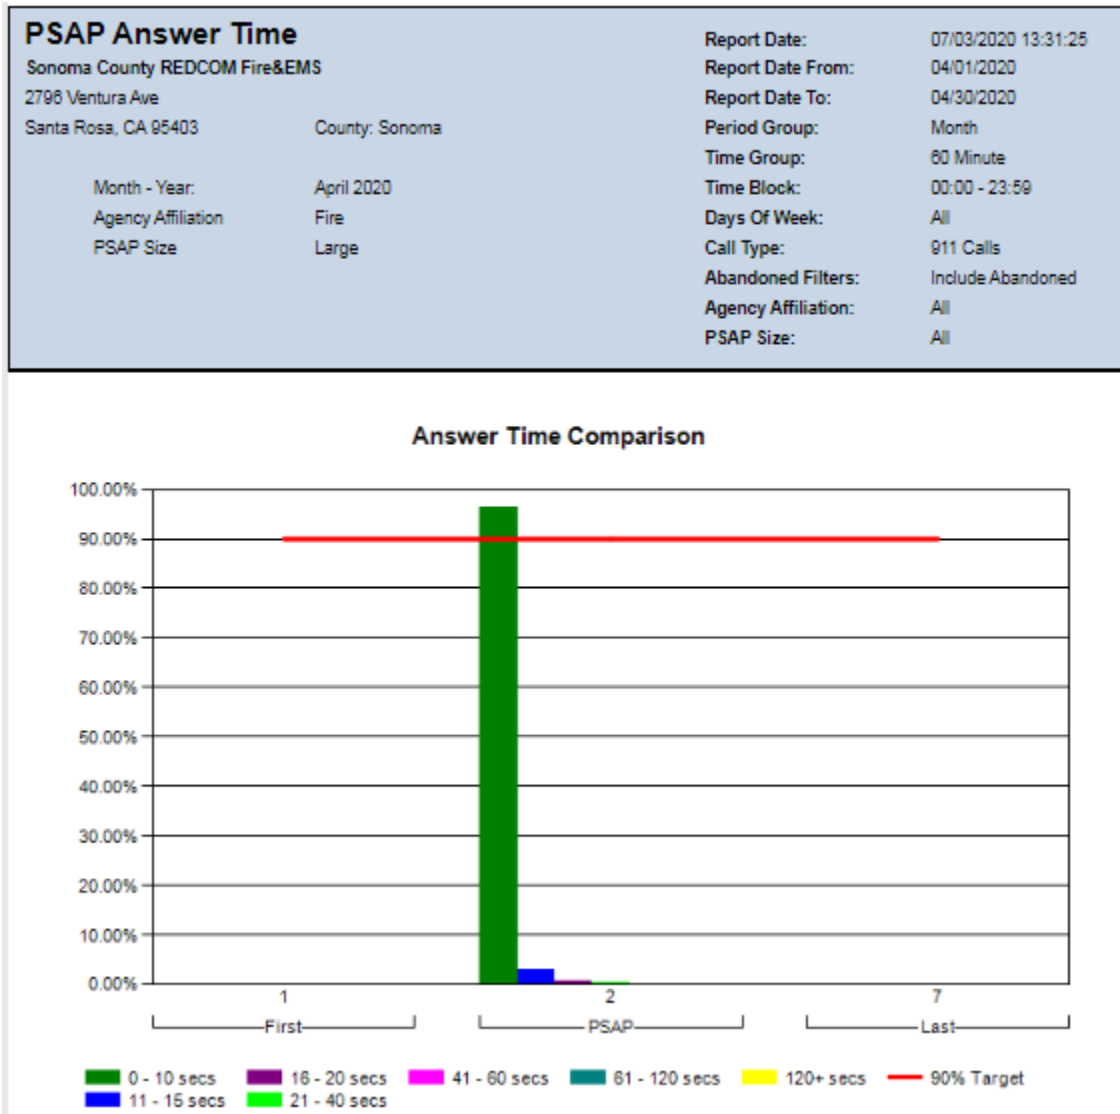 PSAP Answer Time
Sonoma County REDCOM Fire&EMS
2796 Ventura Ave
Santa Rosa, CA 95403 County: Sonoma
Month - Year: April 2020
Agency Affiliation Fire
PSAP Size Large
Report Date: 07/03/2020 13:31:25
Report Date From: 04/01/2020
Report Date To: 04/30/2020
Period Group: Month
Time Group: 60 Minute
Time Block: 00:00 - 23:59
Days Of Week: All
Call Type: 911 Calls
Abandoned Filters: Include Abandoned
Agency Affiliation: All
PSAP Size: All
Answer Time Comparison
100.00%
90.00%
80.00%
70.00%
60.00%
50.00%
40.00%
30.00%
20.00%
10.00%
0.00%
1 2 7
First PSAP Last
0 - 10 secs 16 - 20 secs 41 - 60 secs 61 - 120 secs 120+ secs 90% Target
11 - 15 secs 21 - 40 secs